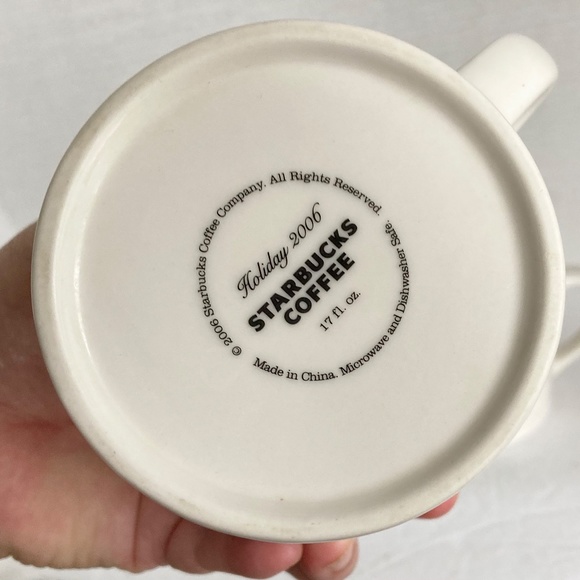 © 2006 Starbucks Coffee Company. All Rights Reserved.
Holiday 2006
STARBUCKS
COFFEE
17 fl. oz.
Made in China. Microwave and Dishwasher Safe.